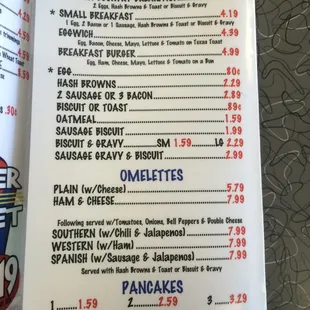 2 Eggs, Hash Browns & Toast or Biscuit & Gravy
* SMALL BREAKFAST 4.19
1 Egg, 2 Bacon or 1 Sausage, Hash Browns & Toast or Biscuit & Gravy
EGGWICH 4.39
Egg, Bacon, Cheese, Mayo, Lettuce & Tomato on Texas Toast
BREAKFAST BURGER 4.99
Egg, Ham, Cheese, Mayo, Lettuce & Tomato on a Bun
* EGG 80¢
HASH BROWNS 2.29
2 SAUSAGE OR 3 BACON 2.89
BISCUIT OR TOAST 89¢
OATMEAL 1.59
SAUSAGE BISCUIT 1.99
BISCUIT & GRAVY SM 1.59 LG 2.29
SAUSAGE GRAVY & BISCUIT 2.99
OMELETTES
PLAIN (w/Cheese) 5.79
HAM & CHEESE 7.99
Following served w/Tomatoes, Onions, Bell Peppers & Double Cheese
SOUTHERN (w/Chili & Jalapenos) 7.99
WESTERN (w/Ham) 7.99
SPANISH (w/Sausage & Jalapenos) 7.99
Served with Hash Browns & Toast or Biscuit & Gravy
PANCAKES
1 1.59 2 2.59 3 3.29